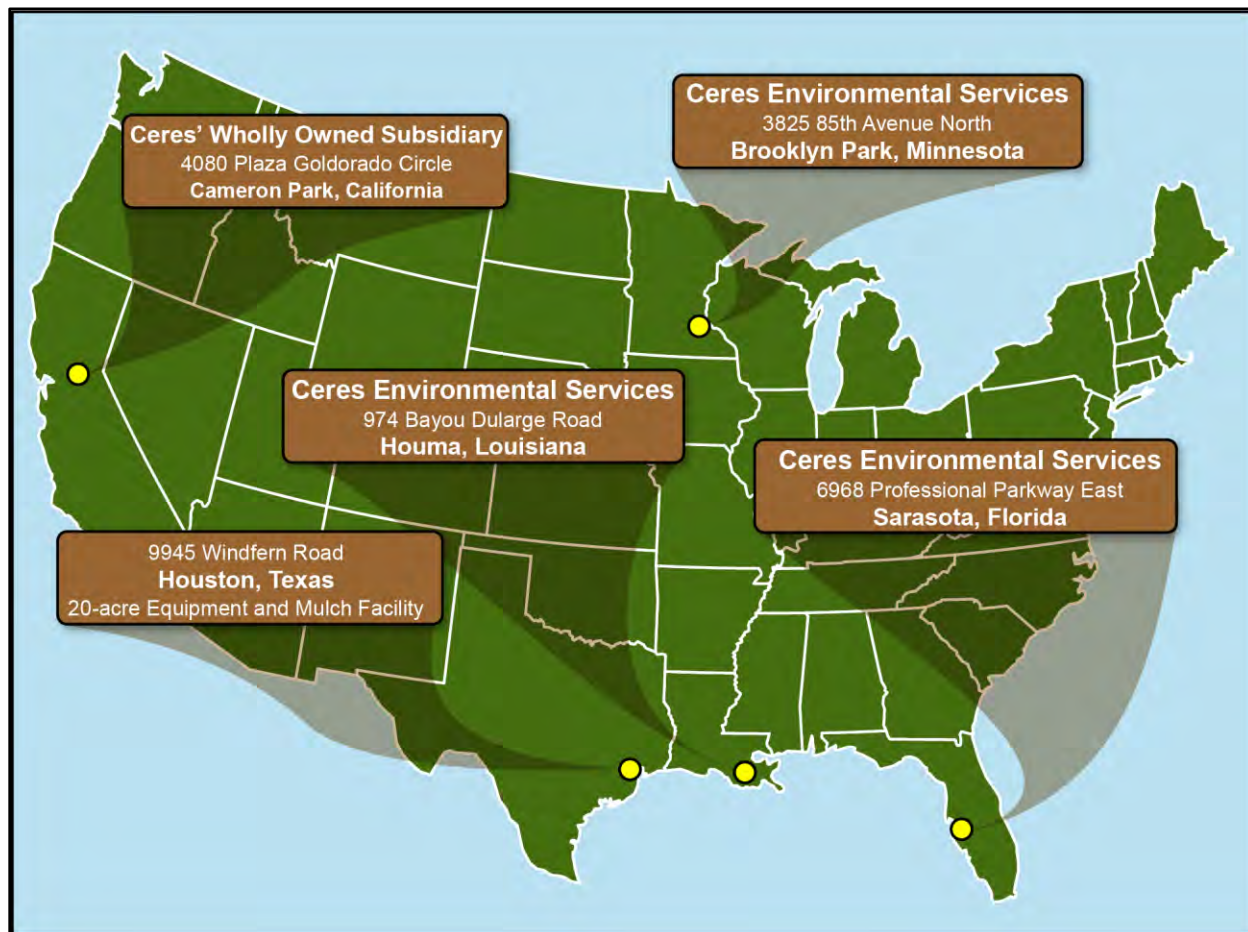 Ceres' Wholly Owned Subsidiary
4080 Plaza Goldorado Circle
Cameron Park, California
Ceres Environmental Services
3825 85th Avenue North
Brooklyn Park, Minnesota
Ceres Environmental Services
974 Bayou Dularge Road
Houma, Louisiana
Ceres Environmental Services
6968 Professional Parkway East
Sarasota, Florida
9945 Windfern Road
Houston, Texas
20-acre Equipment and Mulch Facility